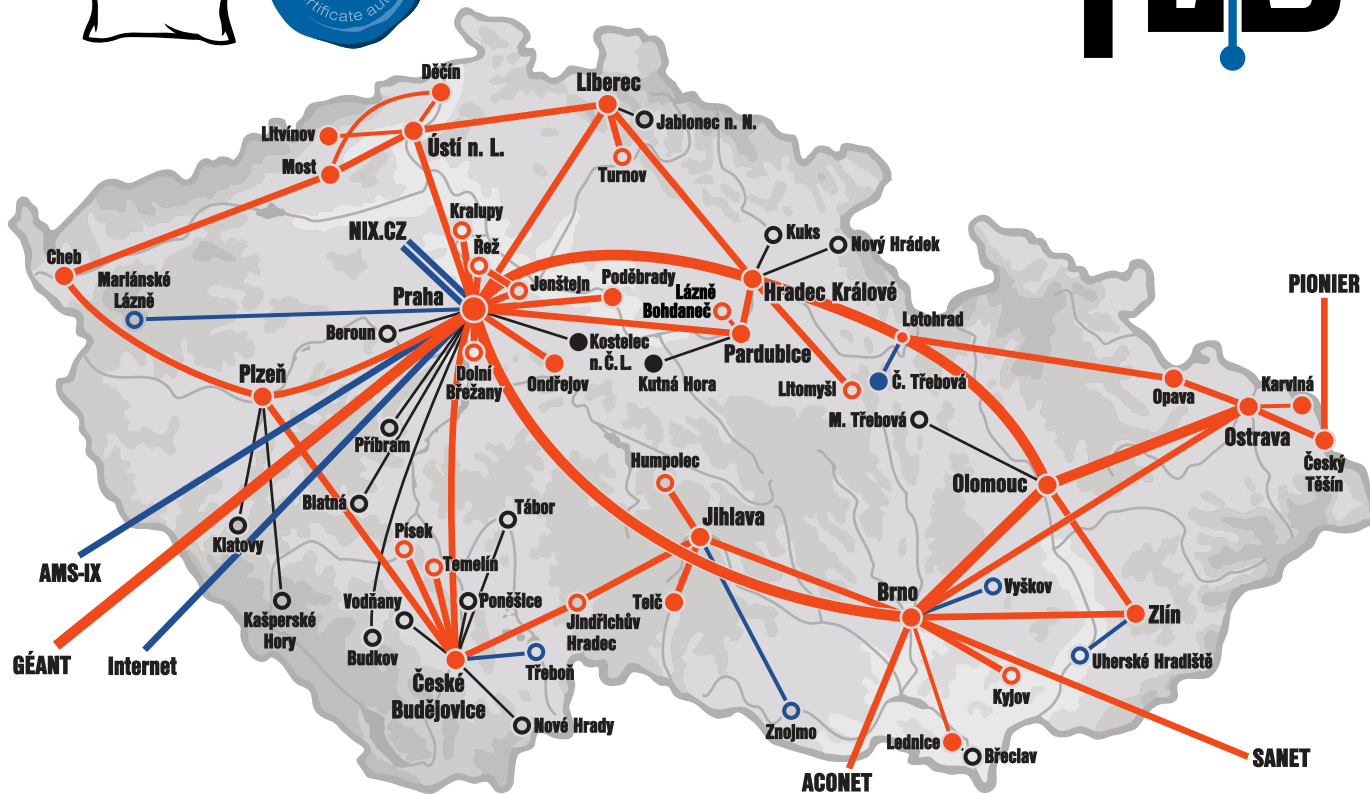 rtificate aut
Děčín
Liberec
Litvínov
Jablonec n. N.
Ústí n. L.
Most
Turnov
Kralupy
NIX.CZ
Řež
Kuks
Nový Hrádek
Cheb
Mariánské
Lázně
Jenštejn
Poděbrady
Lázně
Bohdaneč
Hradec Králové
PIONIER
Praha
Beroun
Kostelec
n.Č.L.
Letohrad
Pardubice
Plzeň
Dolní
Břežany
Ondřejov
Kutná Hora
Litomyšl
Č. Třebová
Opava
Karviná
M. Třebová
Ostrava
Příbram
Český
Těšín
Humpolec
Olomouc
Blatná
Tábor
Jihlava
Klatovy
Písek
Temelín
AMS-IX
Vyškov
Brno
Vodňany
Poněšice
Telč
Zlín
Kašperské
Hory
Jindřichův
Hradec
Budkov
GÉANT
Internet
Třeboň
Uherské Hradiště
České
Budějovice
Kyjov
Nové Hrady
Znojmo
Lednice
Břeclav
SANET
ACONET